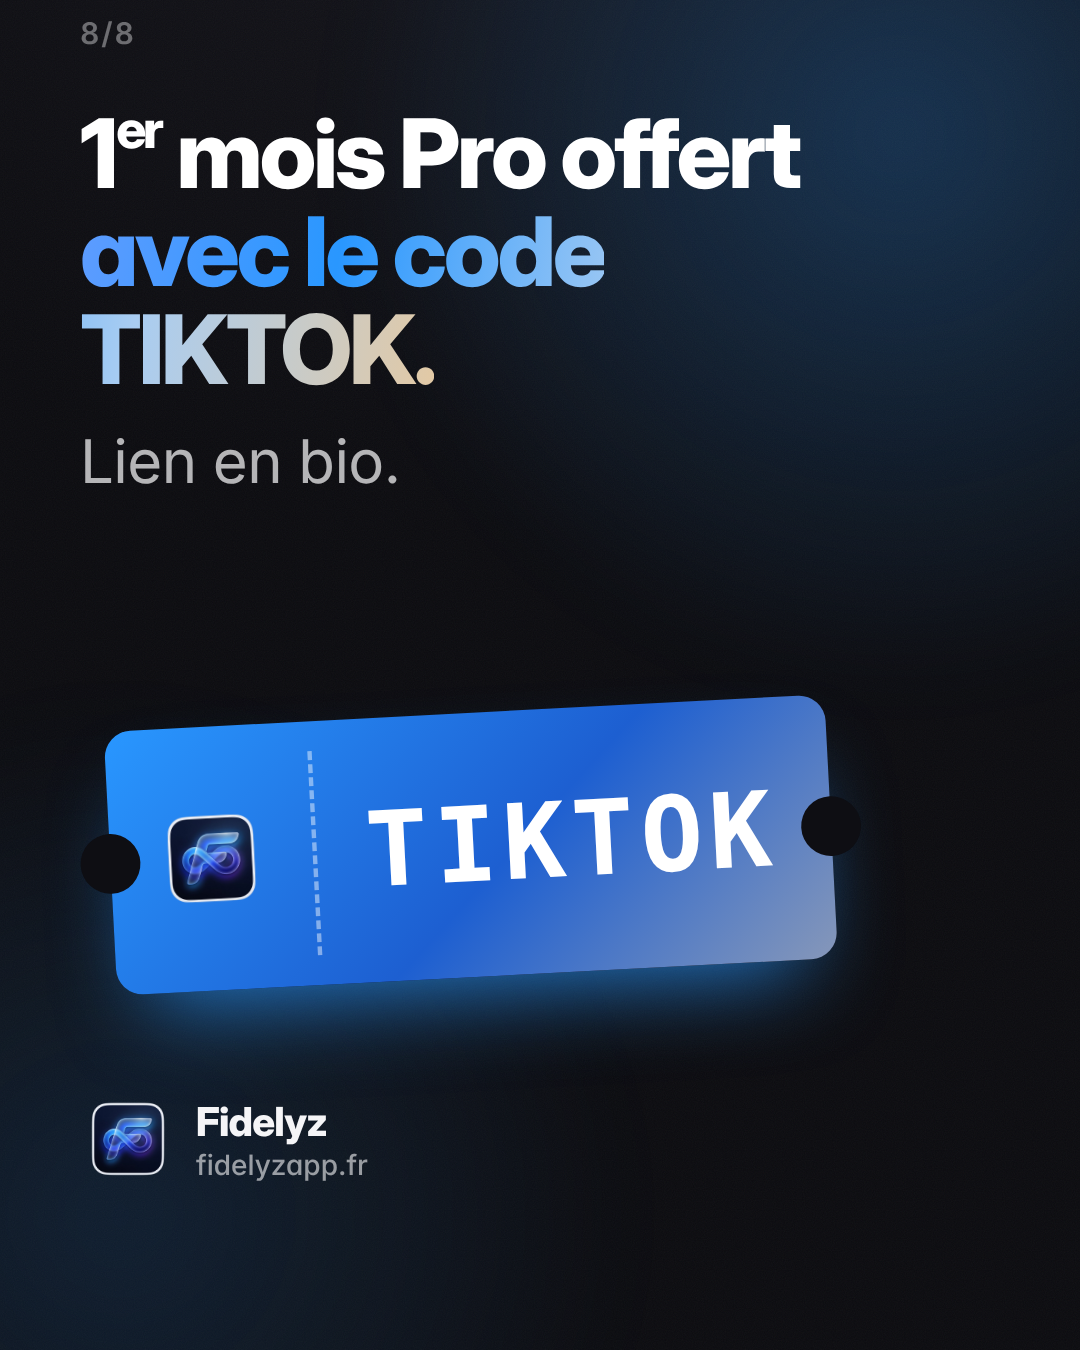 8/8
1er mois Pro offert
avec le code
TIKTOK.
Lien en bio.
TIKTOK
Fidelyz
fidelyzapp.fr